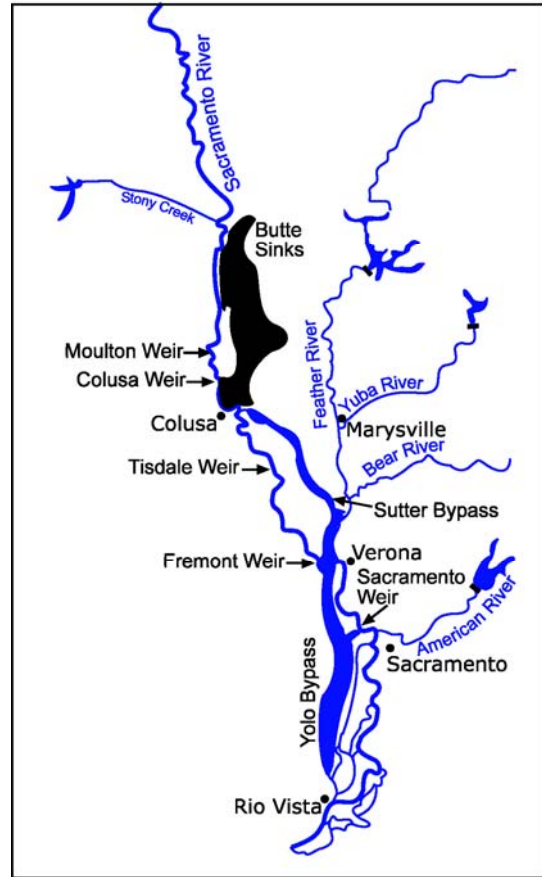 Sacramento River
Stony Creek
Butte
Sinks
Moulton Weir
Colusa Weir
Colusa
Feather River
Yuba River
Marysville
Tisdale Weir
Bear River
Sutter Bypass
Fremont Weir
Verona
Sacramento
Weir
American River
Sacramento
Yolo Bypass
Rio Vista